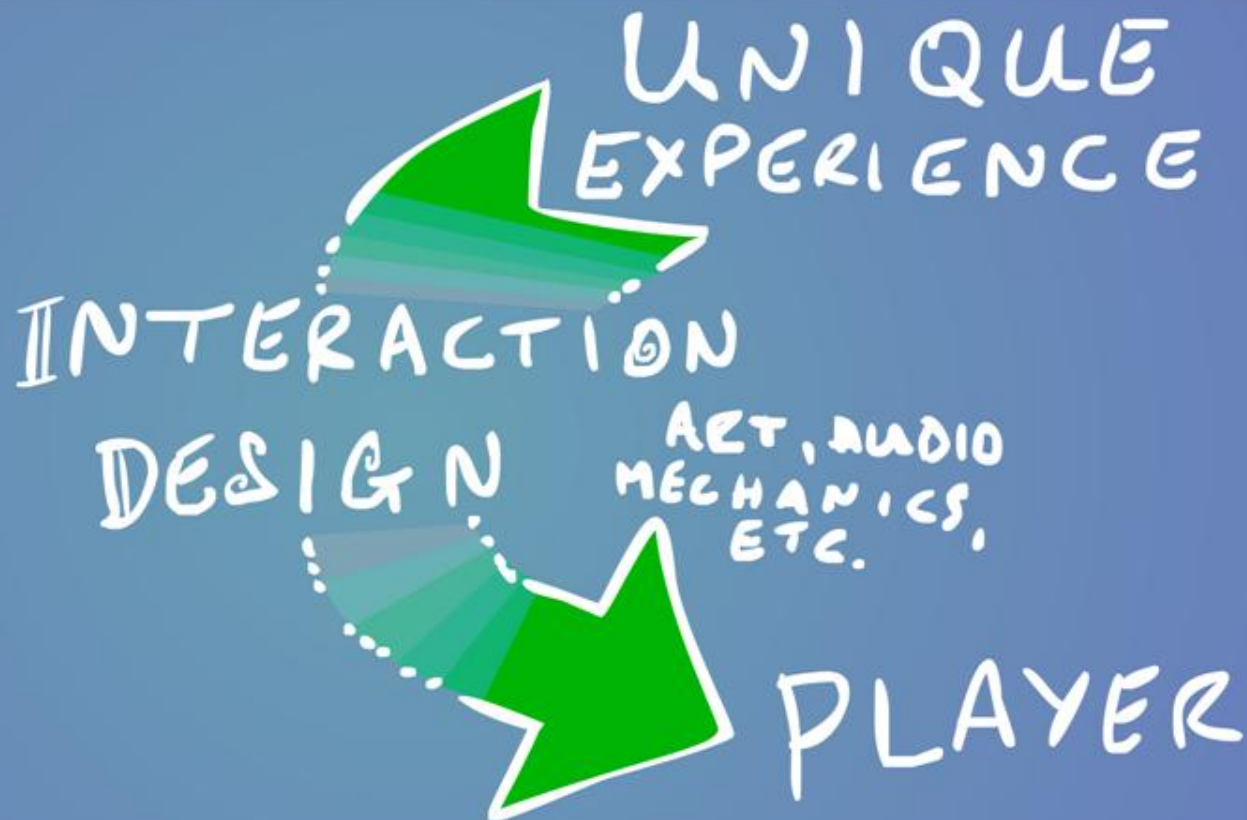 UNIQUE
EXPERIENCE
INTERACTION
DESIGN
ART, AUDIO
MECHANICS,
ETC.
PLAYER